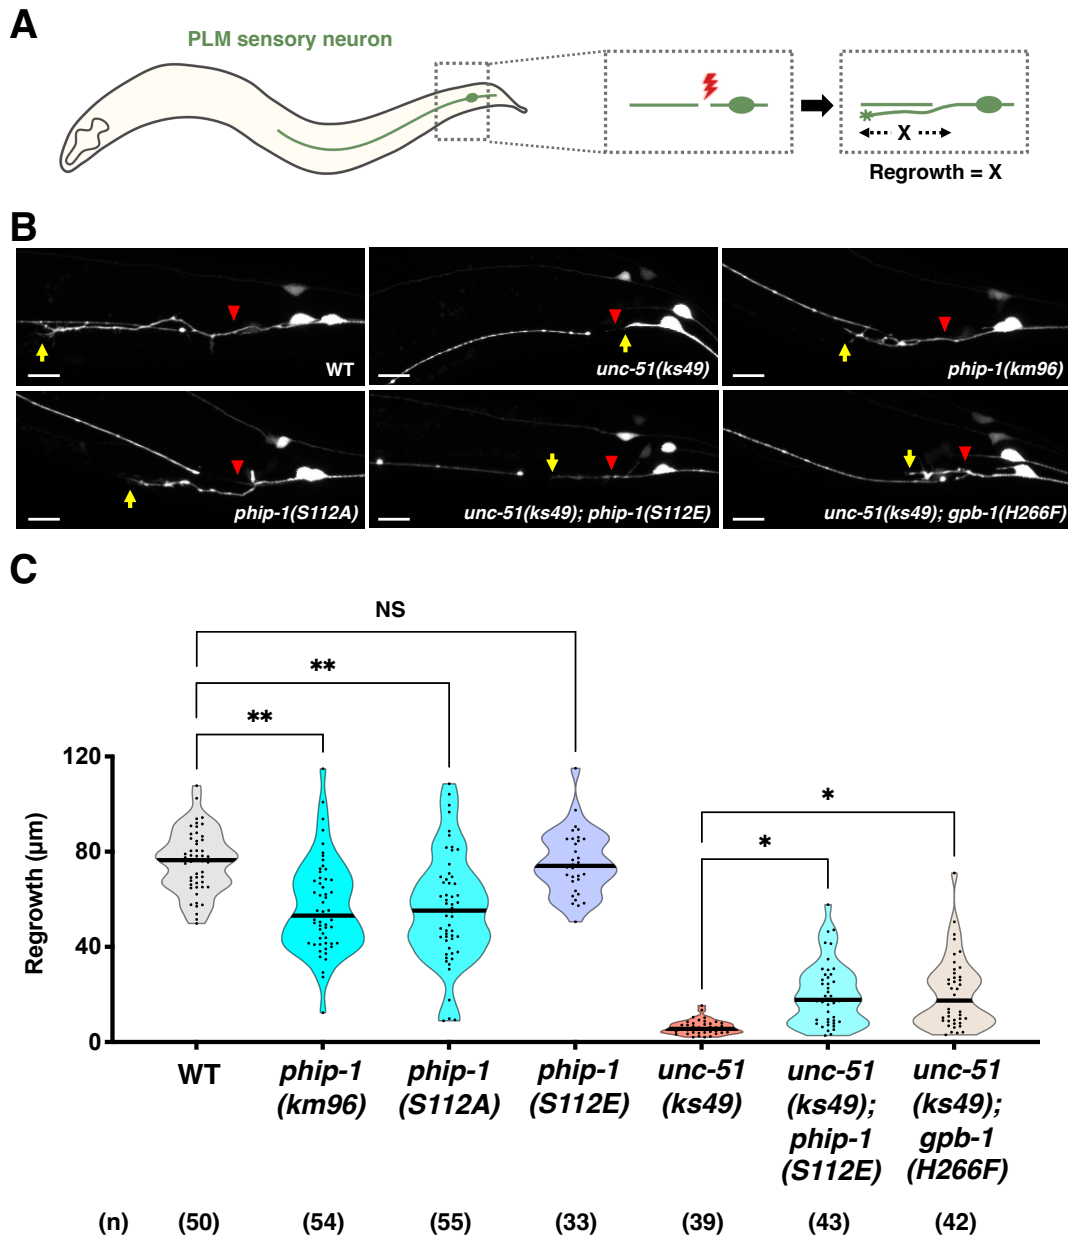 A
PLM sensory neuron
X
Regrowth = X
B
WT
unc-51(ks49)
phip-1(km96)
phip-1(S112A)
unc-51(ks49); phip-1(S112E)
unc-51(ks49); gpb-1(H266F)
C
NS
**
**
*
*
Regrowth (μm)
120
80
40
0
WT
phip-1
(km96)
phip-1
(S112A)
phip-1
(S112E)
unc-51
(ks49)
unc-51
(ks49);
phip-1
(S112E)
unc-51
(ks49);
gpb-1
(H266F)
(n) (50) (54) (55) (33) (39) (43) (42)